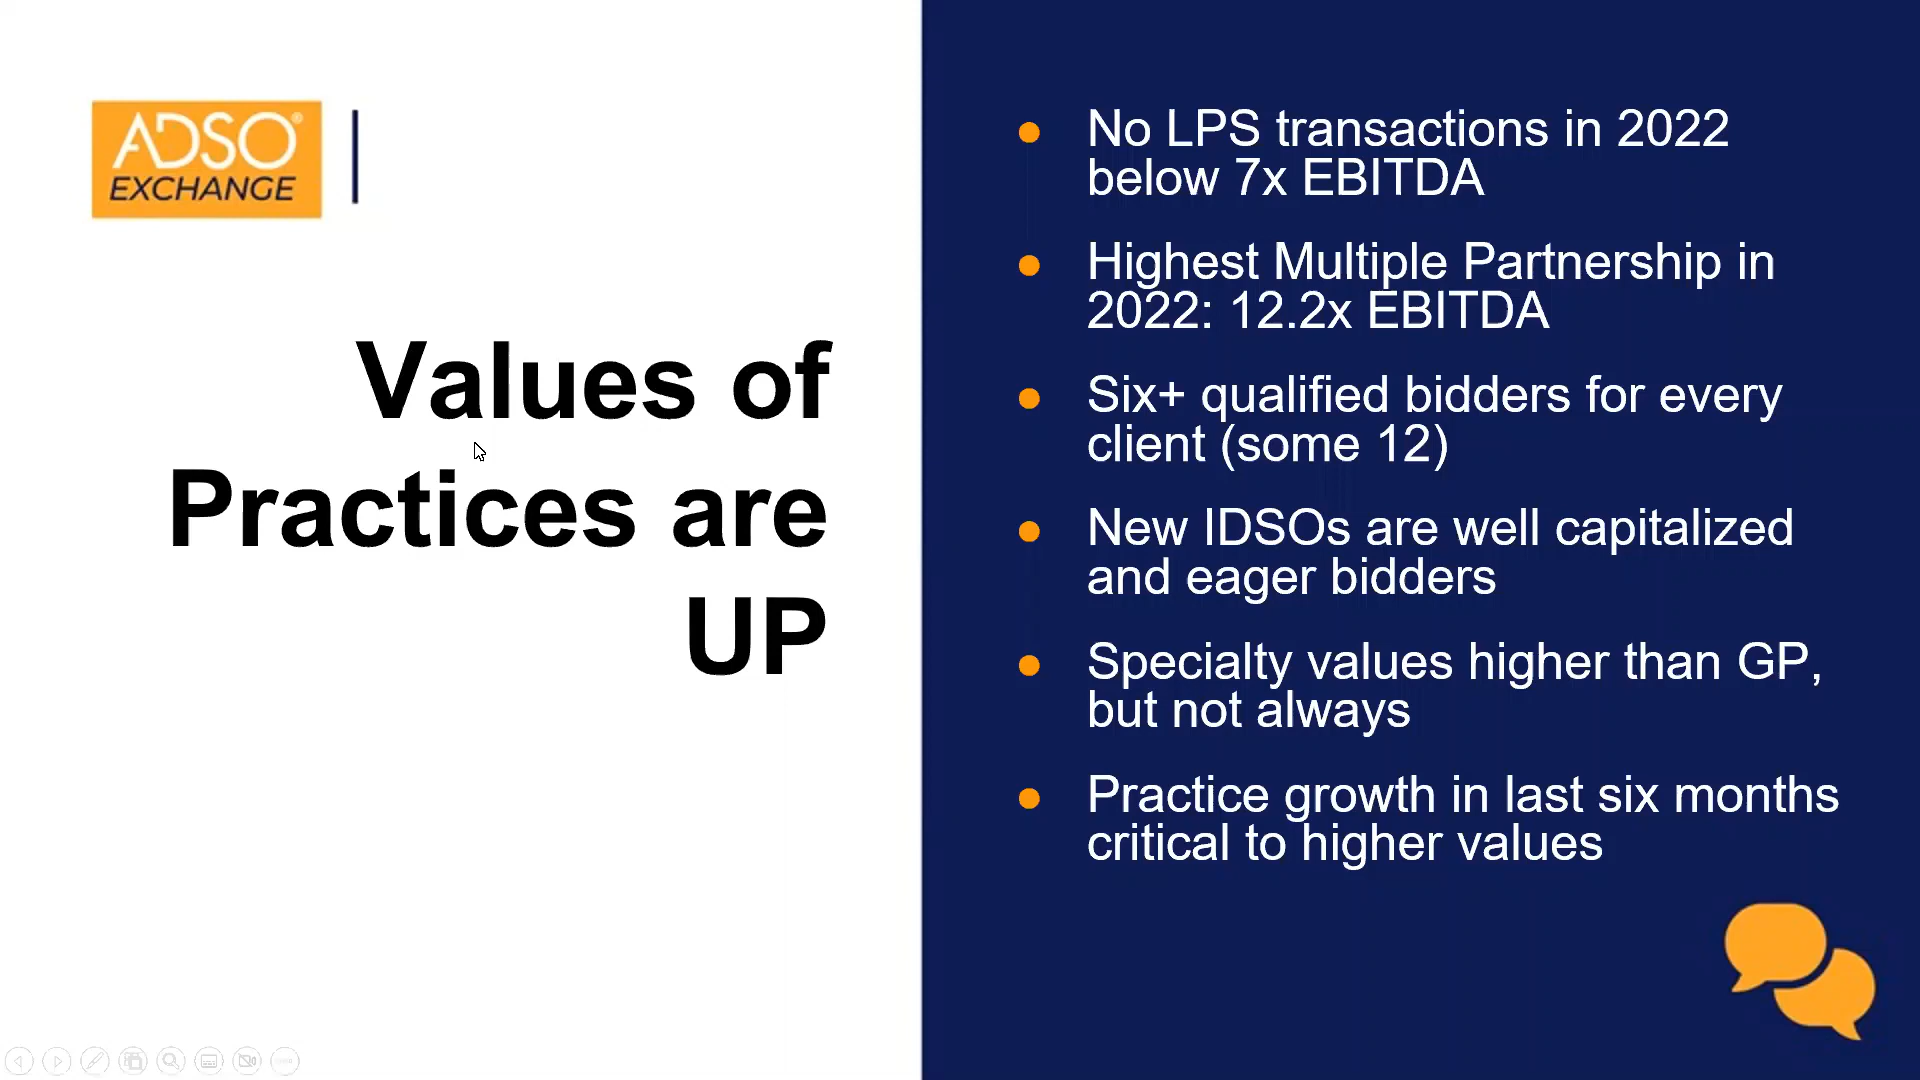 ADSO®
EXCHANGE
Values of
Practices are
UP
No LPS transactions in 2022
below 7x EBITDA
Highest Multiple Partnership in
2022: 12.2x EBITDA
Six+ qualified bidders for every
client (some 12)
New IDSOs are well capitalized
and eager bidders
Specialty values higher than GP,
but not always
Practice growth in last six months
critical to higher values